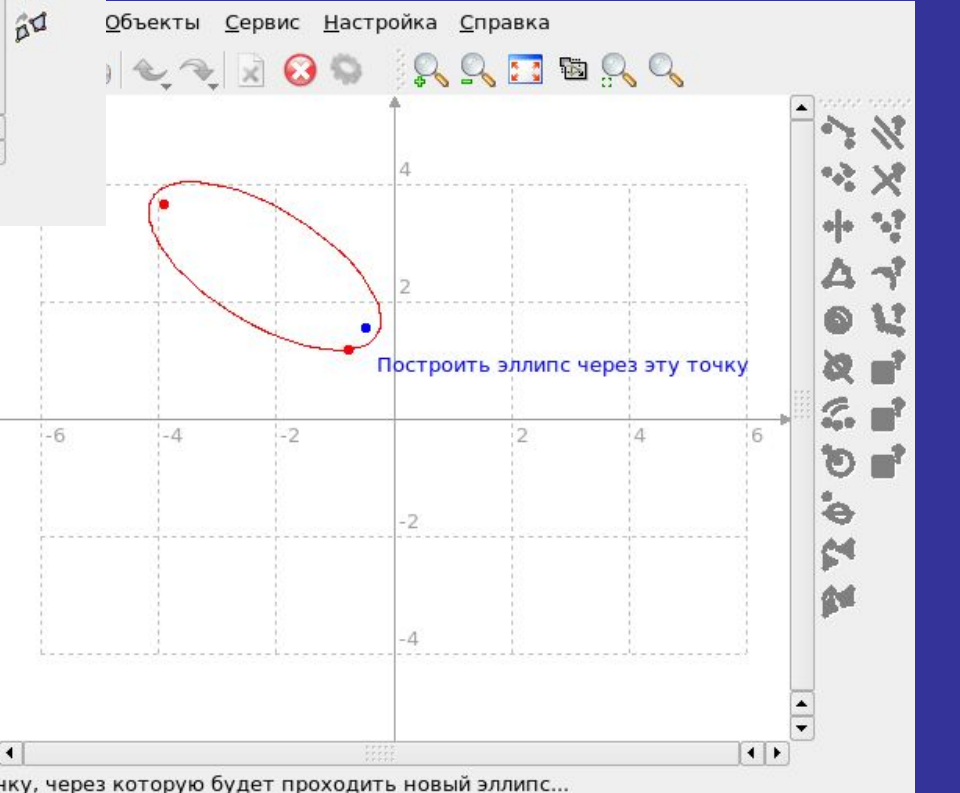 Объекты Сервис Настройка Справка
4
2
Построить эллипс через эту точку
-6 -4 -2 2 4 6
-2
-4
через которую будет проходить новый эллипс...